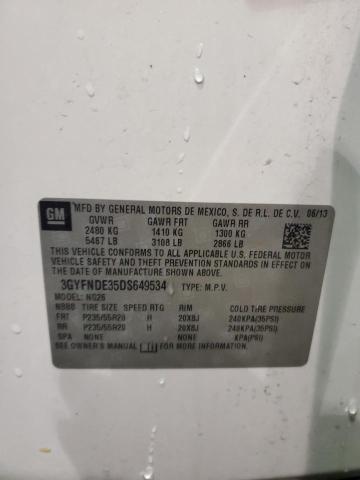 GM
MFD BY GENERAL MOTORS DE MEXICO, S. DE R.L. DE C.V. 06/13
GVWR GAWR FRT GAWR RR
2480 KG 1410 KG 1300 KG
5467 LB 3108 LB 2866 LB
THIS VEHICLE CONFORMS TO ALL APPLICABLE U.S. FEDERAL MOTOR
VEHICLE SAFETY AND THEFT PREVENTION STANDARDS IN EFFECT ON
THE DATE OF MANUFACTURE SHOWN ABOVE.
3GYFNDE35DS649534 TYPE: M.P.V.
MODEL: NG26
TIRE SIZE SPEED RTG RIM COLD TIRE PRESSURE
FRT P235/55R20 H 20X8J 240KPA(35PSI)
RR P235/55R20 H 20X8J 240KPA(35PSI)
SPA NONE KPA(PSI)
SEE OWNER'S MANUAL FOR MORE INFORMATION.